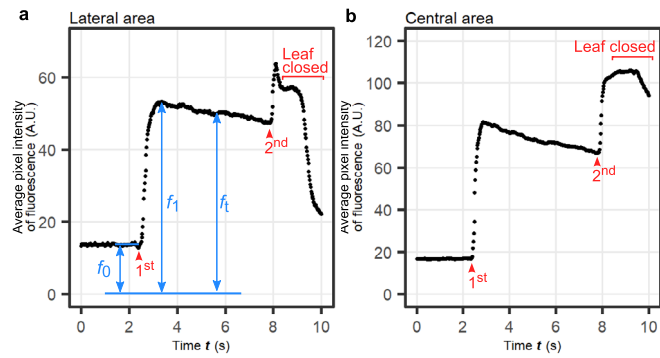 a
Lateral area
Average pixel intensity
of fluorescence (A.U.)
60
40
20
0
0
2
4
6
8
10
Time t (s)
Leaf
closed
f1
ft
f0
1st
2nd
b
Central area
Average pixel intensity
of fluorescence (A.U.)
120
100
80
60
40
20
0
0
2
4
6
8
10
Time t (s)
Leaf closed
1st
2nd